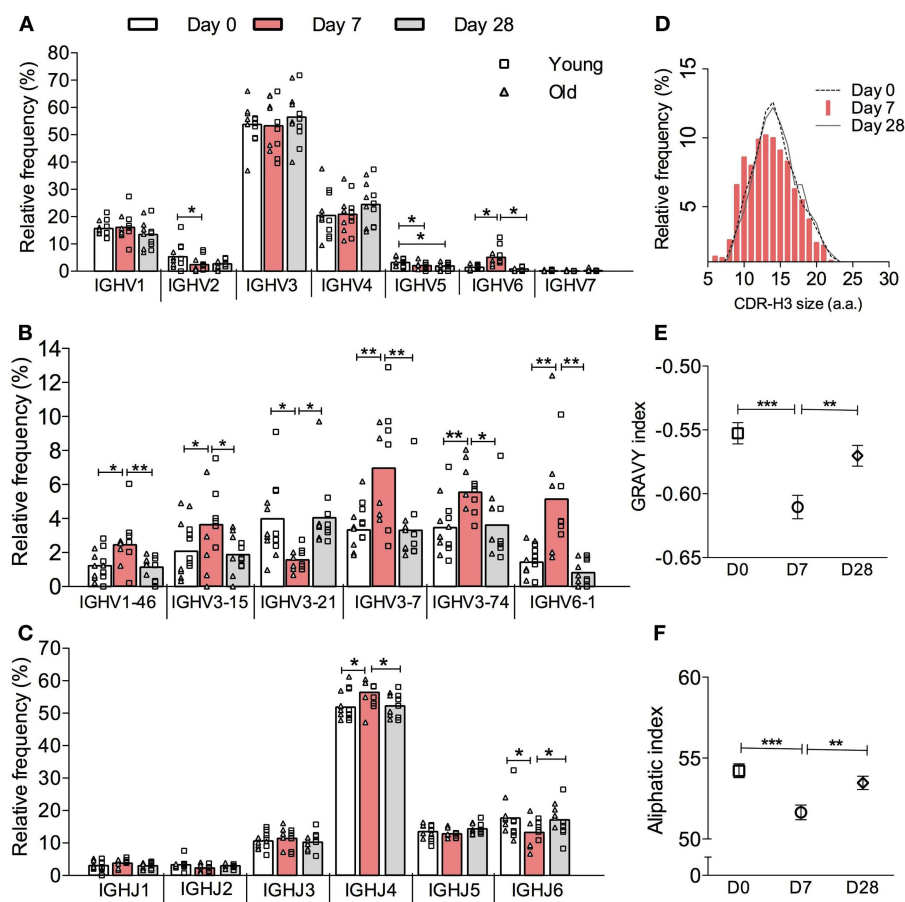 A
Day 0 Day 7 Day 28
Relative frequency (%)
80
70
60
50
40
30
20
10
0
Young
Old
*
* *
* *
IGHV1 IGHV2 IGHV3 IGHV4 IGHV5 IGHV6 IGHV7
B
Relative frequency (%)
14
12
10
8
6
4
2
0
* **
* *
* *
** **
** *
** **
IGHV1-46 IGHV3-15 IGHV3-21 IGHV3-7 IGHV3-74 IGHV6-1
C
Relative frequency (%)
70
60
50
40
30
20
10
0
* *
* *
IGHJ1 IGHJ2 IGHJ3 IGHJ4 IGHJ5 IGHJ6
D
Relative frequency (%)
15
10
5
Day 0
Day 7
Day 28
5 10 15 20 25 30
CDR-H3 size (a.a.)
E
GRAVY index
-0.50
-0.55
-0.60
-0.65
*** **
D0 D7 D28
F
Aliphatic index
60
55
50
0
*** **
D0 D7 D28